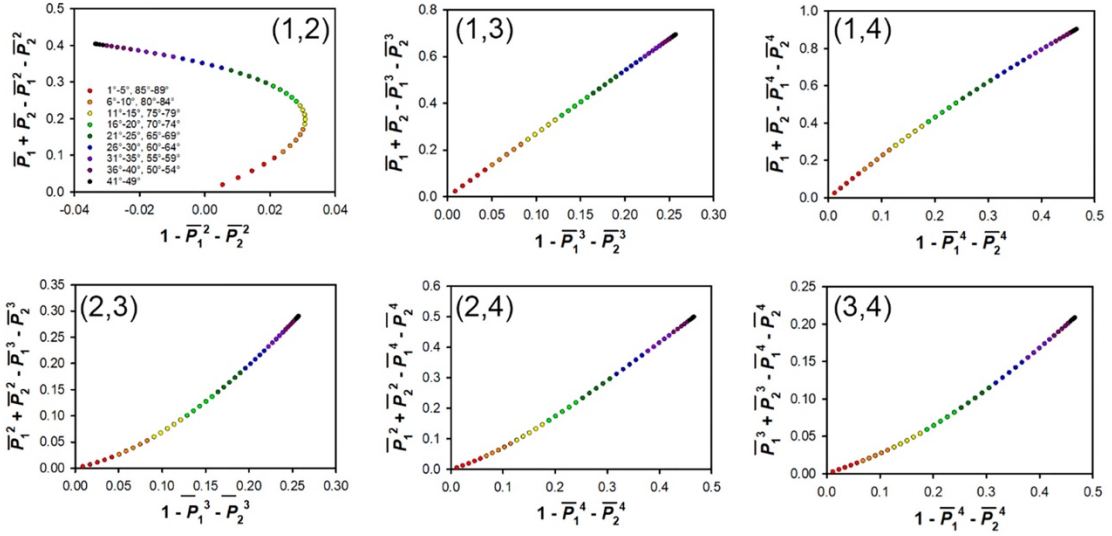 (1,2)
P̅₁ + P̅₂ - P̅₁² - P̅₂²
0.5
0.4
0.3
0.2
0.1
0.0
1°-5°, 85°-89°
6°-10°, 80°-84°
11°-15°, 75°-79°
16°-20°, 70°-74°
21°-25°, 65°-69°
26°-30°, 60°-64°
31°-35°, 55°-59°
36°-40°, 50°-54°
41°-49°
-0.04 -0.02 0.00 0.02 0.04
1 - P̅₁² - P̅₂²
(1,3)
P̅₁ + P̅₂ - P̅₁³ - P̅₂³
0.8
0.6
0.4
0.2
0.0
0.00 0.05 0.10 0.15 0.20 0.25 0.30
1 - P̅₁³ - P̅₂³
(1,4)
P̅₁ + P̅₂ - P̅₁⁴ - P̅₂⁴
1.0
0.8
0.6
0.4
0.2
0.0
0.0 0.1 0.2 0.3 0.4 0.5
1 - P̅₁⁴ - P̅₂⁴
(2,3)
P̅₁² + P̅₂² - P̅₁³ - P̅₂³
0.35
0.30
0.25
0.20
0.15
0.10
0.05
0.00
0.00 0.05 0.10 0.15 0.20 0.25 0.30
1 - P̅₁³ - P̅₂³
(2,4)
P̅₁² + P̅₂² - P̅₁⁴ - P̅₂⁴
0.6
0.5
0.4
0.3
0.2
0.1
0.0
0.0 0.1 0.2 0.3 0.4 0.5
1 - P̅₁⁴ - P̅₂⁴
(3,4)
P̅₁³ + P̅₂³ - P̅₁⁴ - P̅₂⁴
0.25
0.20
0.15
0.10
0.05
0.00
0.0 0.1 0.2 0.3 0.4 0.5
1 - P̅₁⁴ - P̅₂⁴